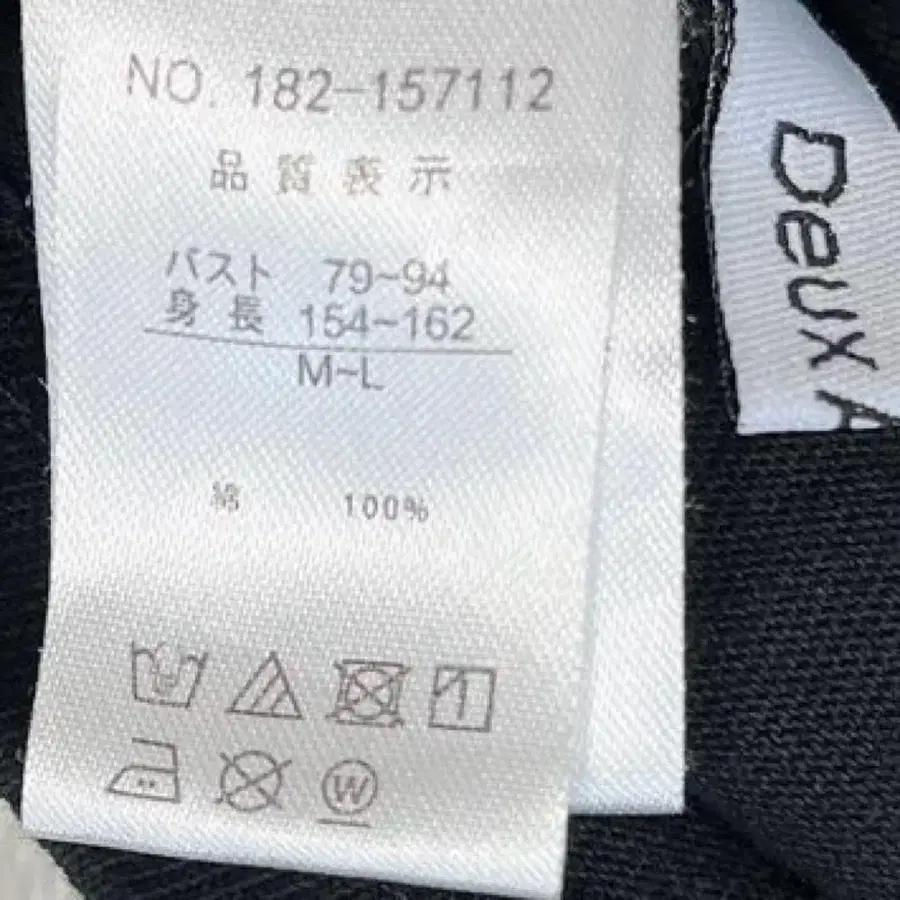 NO. 182-157112
品質表示
バスト 79~94
身長 154~162
M~L
綿 100%
W
Deux A